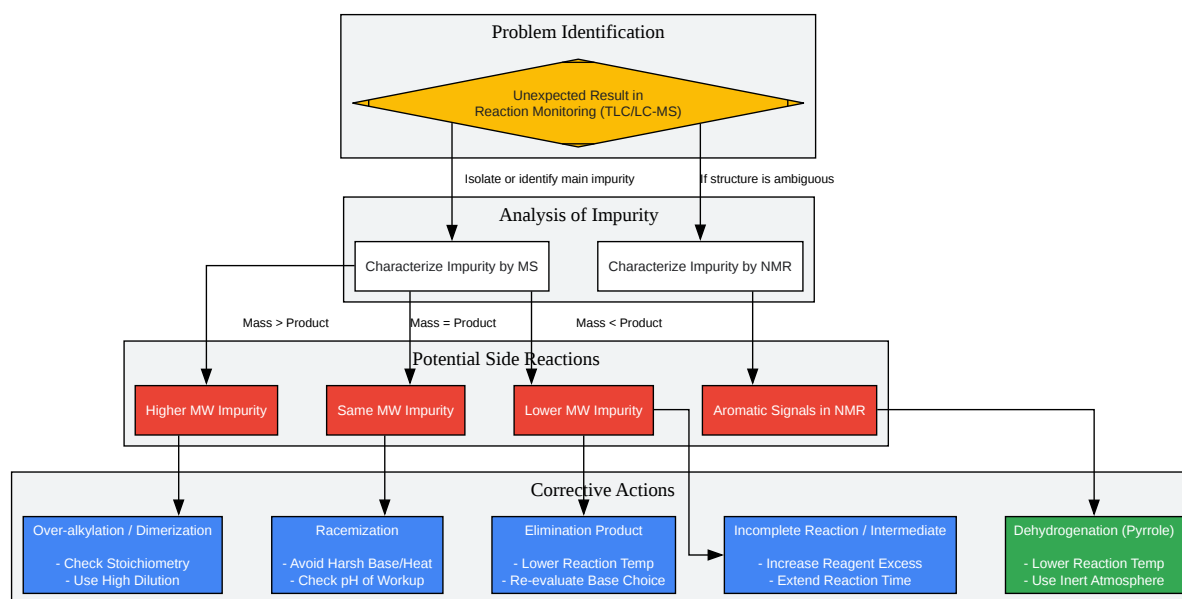 Problem Identification
Unexpected Result in
Reaction Monitoring (TLC/LC-MS)
Isolate or identify main impurity
If structure is ambiguous
Analysis of Impurity
Characterize Impurity by MS
Characterize Impurity by NMR
Mass > Product
Mass = Product
Mass < Product
Potential Side Reactions
Higher MW Impurity
Same MW Impurity
Lower MW Impurity
Aromatic Signals in NMR
Corrective Actions
Over-alkylation / Dimerization
- Check Stoichiometry
- Use High Dilution
Racemization
- Avoid Harsh Base/Heat
- Check pH of Workup
Elimination Product
- Lower Reaction Temp
- Re-evaluate Base Choice
Incomplete Reaction / Intermediate
- Increase Reagent Excess
- Extend Reaction Time
Dehydrogenation (Pyrrole)
- Lower Reaction Temp
- Use Inert Atmosphere